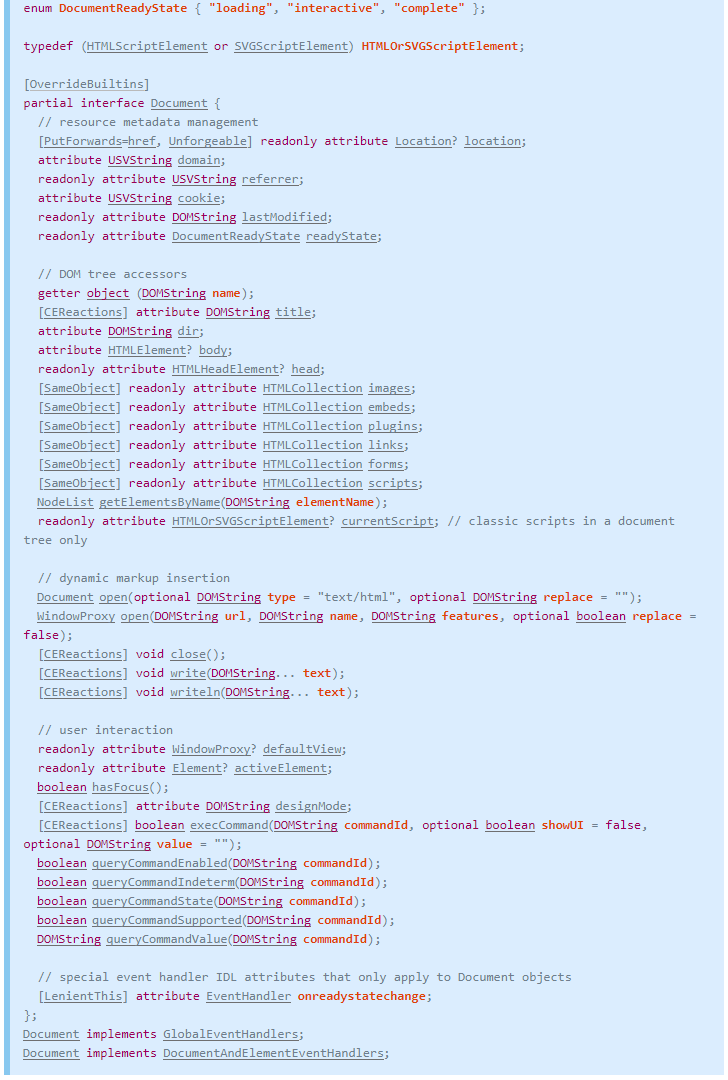 enum DocumentReadyState { "loading", "interactive", "complete" };
typedef (HTMLScriptElement or SVGScriptElement) HTMLOrSVGScriptElement;
[OverrideBuiltins]
partial interface Document {
// resource metadata management
[PutForwards=href, Unforgeable] readonly attribute Location? location;
attribute USVString domain;
readonly attribute USVString referrer;
attribute USVString cookie;
readonly attribute DOMString lastModified;
readonly attribute DocumentReadyState readyState;
// DOM tree accessors
getter object (DOMString name);
[CEReactions] attribute DOMString title;
attribute DOMString dir;
attribute HTMLElement? body;
readonly attribute HTMLHeadElement? head;
[SameObject] readonly attribute HTMLCollection images;
[SameObject] readonly attribute HTMLCollection embeds;
[SameObject] readonly attribute HTMLCollection plugins;
[SameObject] readonly attribute HTMLCollection links;
[SameObject] readonly attribute HTMLCollection forms;
[SameObject] readonly attribute HTMLCollection scripts;
NodeList getElementsByName(DOMString elementName);
readonly attribute HTMLOrSVGScriptElement? currentScript; // classic scripts in a document
tree only
// dynamic markup insertion
Document open(optional DOMString type = "text/html", optional DOMString replace = "");
WindowProxy open(DOMString url, DOMString name, DOMString features, optional boolean replace =
false);
[CEReactions] void close();
[CEReactions] void write(DOMString... text);
[CEReactions] void writeln(DOMString... text);
// user interaction
readonly attribute WindowProxy? defaultView;
readonly attribute Element? activeElement;
boolean hasFocus();
[CEReactions] attribute DOMString designMode;
[CEReactions] boolean execCommand(DOMString commandId, optional boolean showUI = false,
optional DOMString value = "");
boolean queryCommandEnabled(DOMString commandId);
boolean queryCommandIndeterm(DOMString commandId);
boolean queryCommandState(DOMString commandId);
boolean queryCommandSupported(DOMString commandId);
DOMString queryCommandValue(DOMString commandId);
// special event handler IDL attributes that only apply to Document objects
[LenientThis] attribute EventHandler onreadystatechange;
};
Document implements GlobalEventHandlers;
Document implements DocumentAndElementEventHandlers;